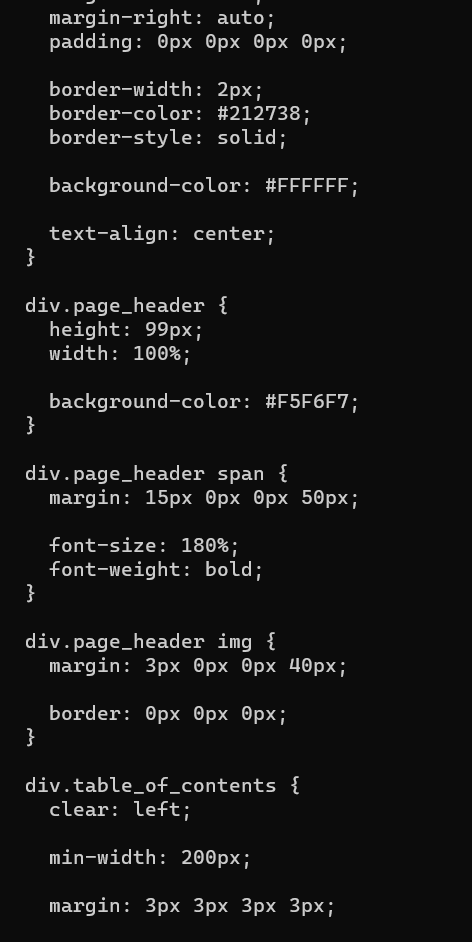 margin-right: auto;
padding: 0px 0px 0px 0px;
border-width: 2px;
border-color: #212738;
border-style: solid;
background-color: #FFFFFF;
text-align: center;
}
div.page_header {
height: 99px;
width: 100%;
background-color: #F5F6F7;
}
div.page_header span {
margin: 15px 0px 0px 50px;
font-size: 180%;
font-weight: bold;
}
div.page_header img {
margin: 3px 0px 0px 40px;
border: 0px 0px 0px;
}
div.table_of_contents {
clear: left;
min-width: 200px;
margin: 3px 3px 3px 3px;